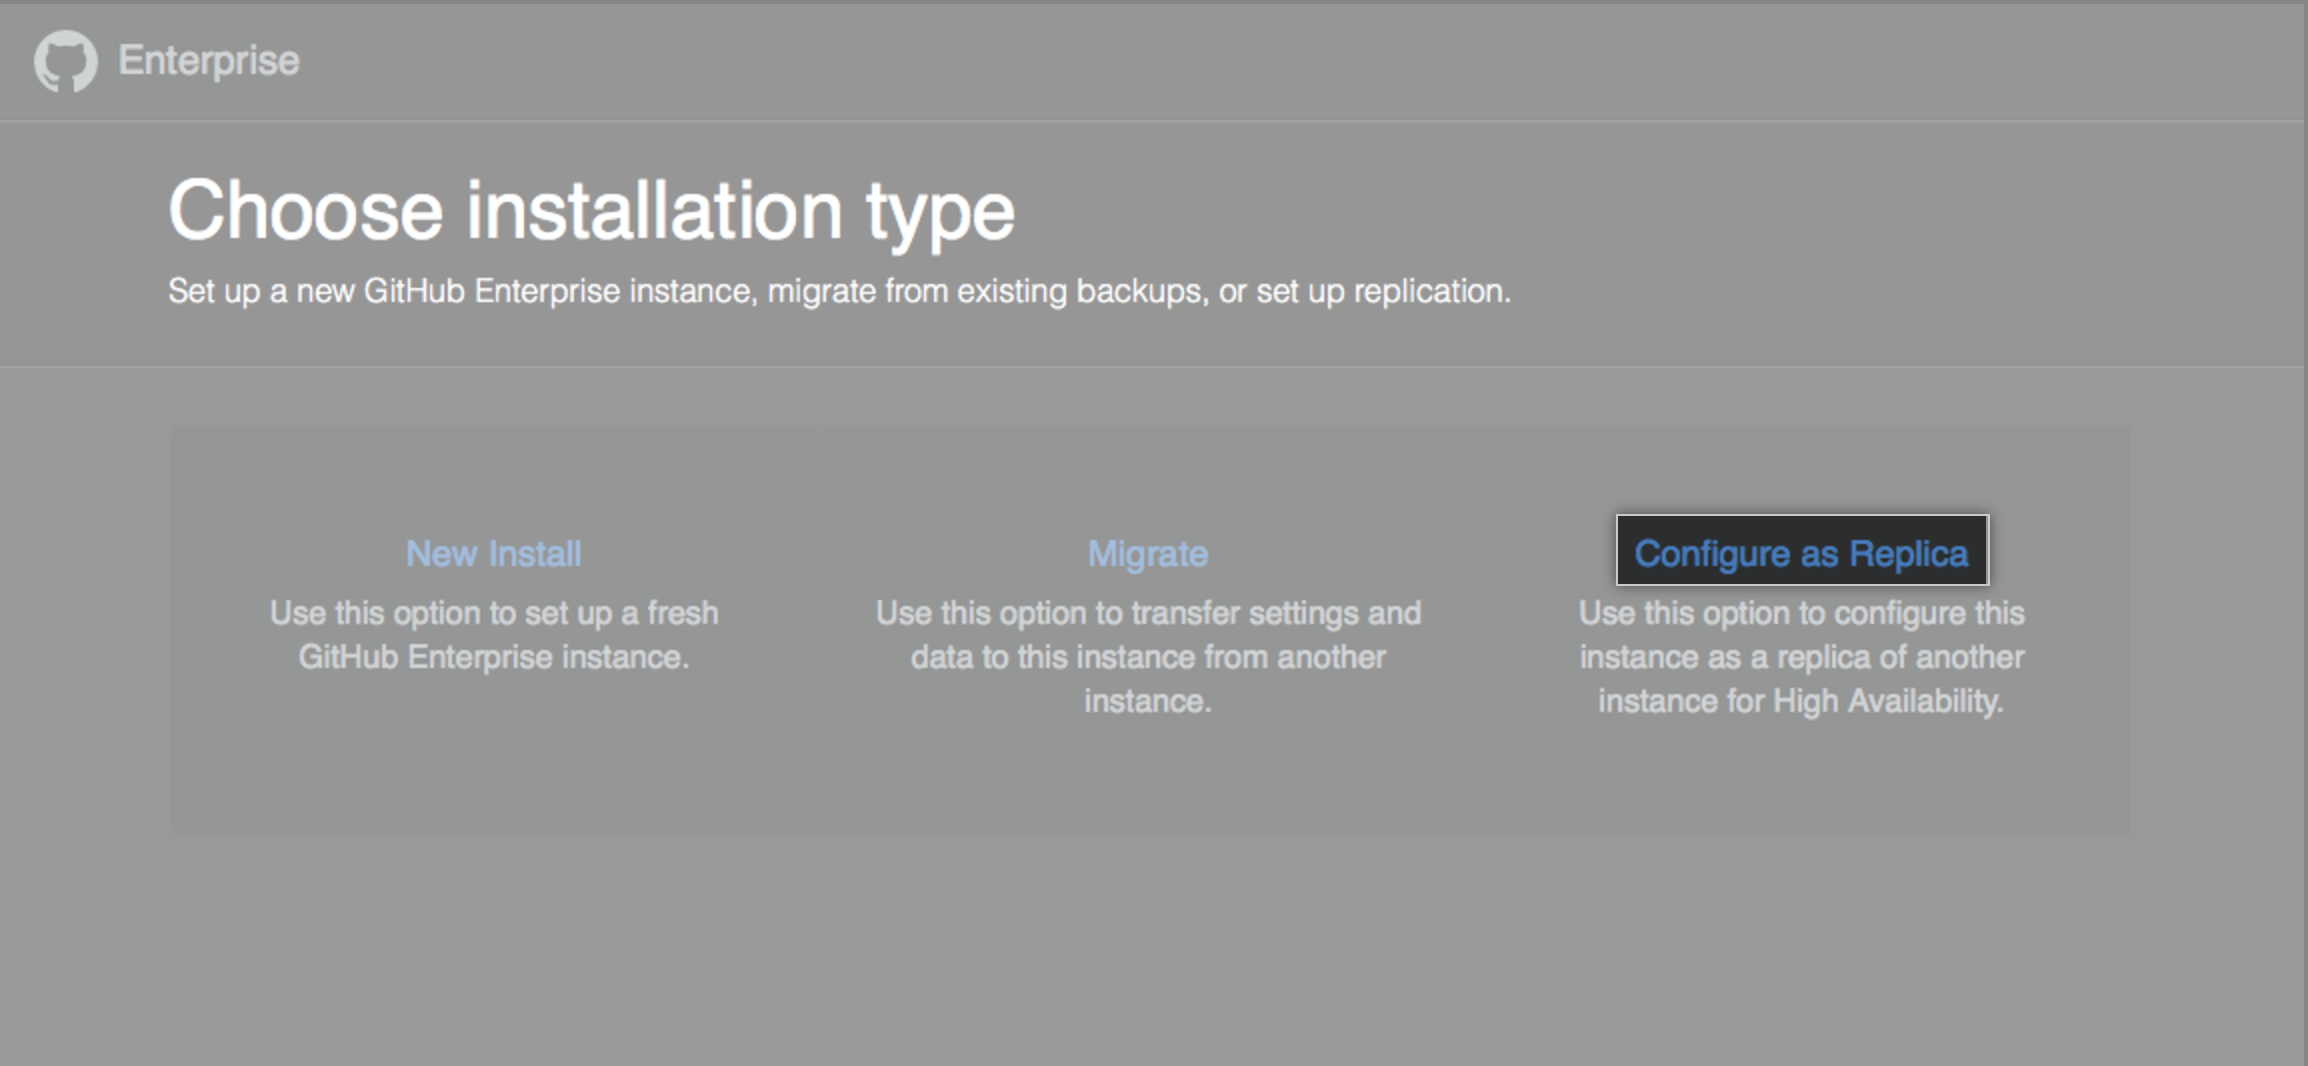 Enterprise
Choose installation type
Set up a new GitHub Enterprise instance, migrate from existing backups, or set up replication.
New Install
Use this option to set up a fresh
GitHub Enterprise instance.
Migrate
Use this option to transfer settings and
data to this instance from another
instance.
Configure as Replica
Use this option to configure this
instance as a replica of another
instance for High Availability.